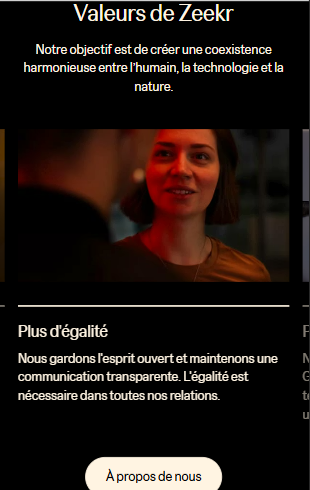 Valeurs de Zeekr
Notre objectif est de créer une coexistence
harmonieuse entre l'humain, la technologie et la
nature.
Plus d'égalité
Nous gardons l'esprit ouvert et maintenons une
communication transparente. L'égalité est
nécessaire dans toutes nos relations.
À propos de nous